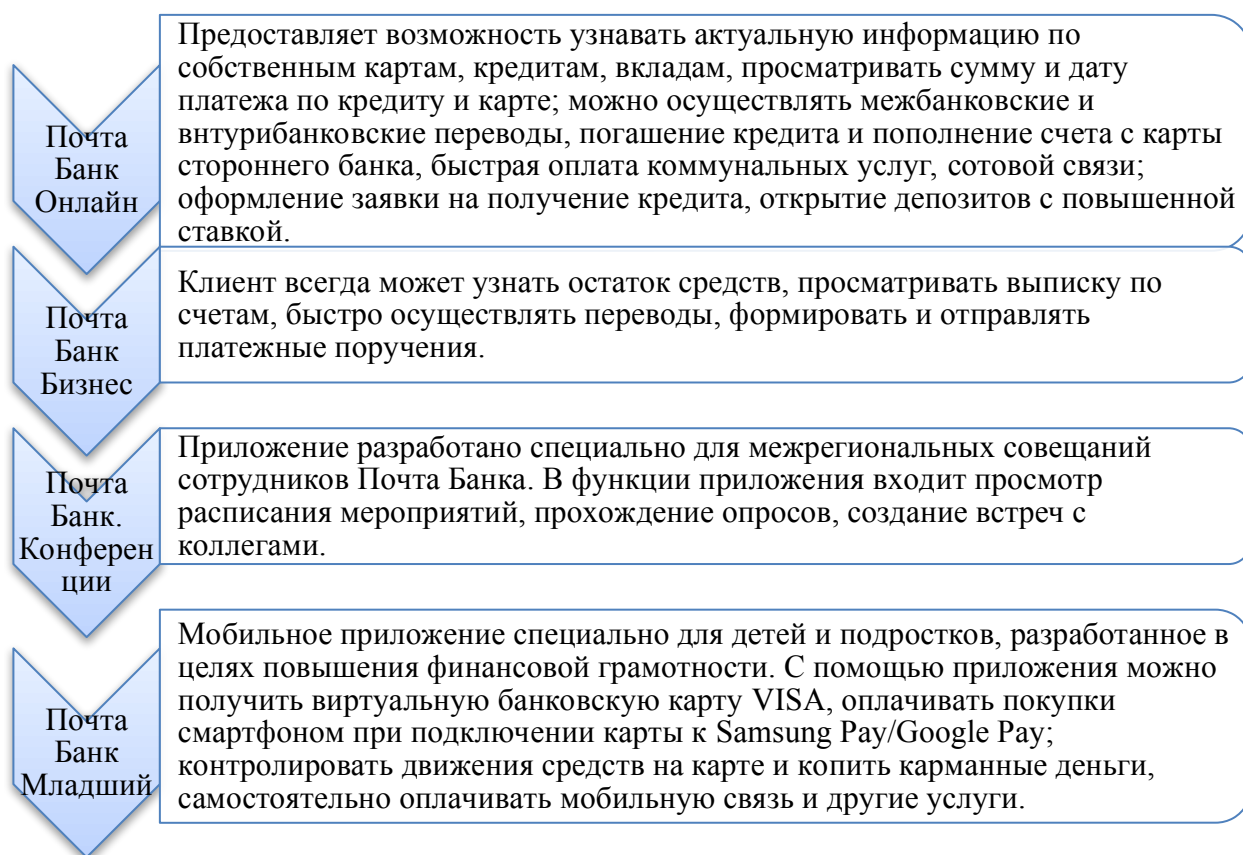 Почта
Банк
Онлайн
Предоставляет возможность узнавать актуальную информацию по
собственным картам, кредитам, вкладам, просматривать сумму и дату
платежа по кредиту и карте; можно осуществлять межбанковские и
внтурибанковские переводы, погашение кредита и пополнение счета с карты
стороннего банка, быстрая оплата коммунальных услуг, сотовой связи;
оформление заявки на получение кредита, открытие депозитов с повышенной
ставкой.
Почта
Банк
Бизнес
Клиент всегда может узнать остаток средств, просматривать выписку по
счетам, быстро осуществлять переводы, формировать и отправлять
платежные поручения.
Почта
Банк.
Конферен
ции
Приложение разработано специально для межрегиональных совещаний
сотрудников Почта Банка. В функции приложения входит просмотр
расписания мероприятий, прохождение опросов, создание встреч с
коллегами.
Почта
Банк
Младший
Мобильное приложение специально для детей и подростков, разработанное в
целях повышения финансовой грамотности. С помощью приложения можно
получить виртуальную банковскую карту VISA, оплачивать покупки
смартфоном при подключении карты к Samsung Pay/Google Pay;
контролировать движения средств на карте и копить карманные деньги,
самостоятельно оплачивать мобильную связь и другие услуги.